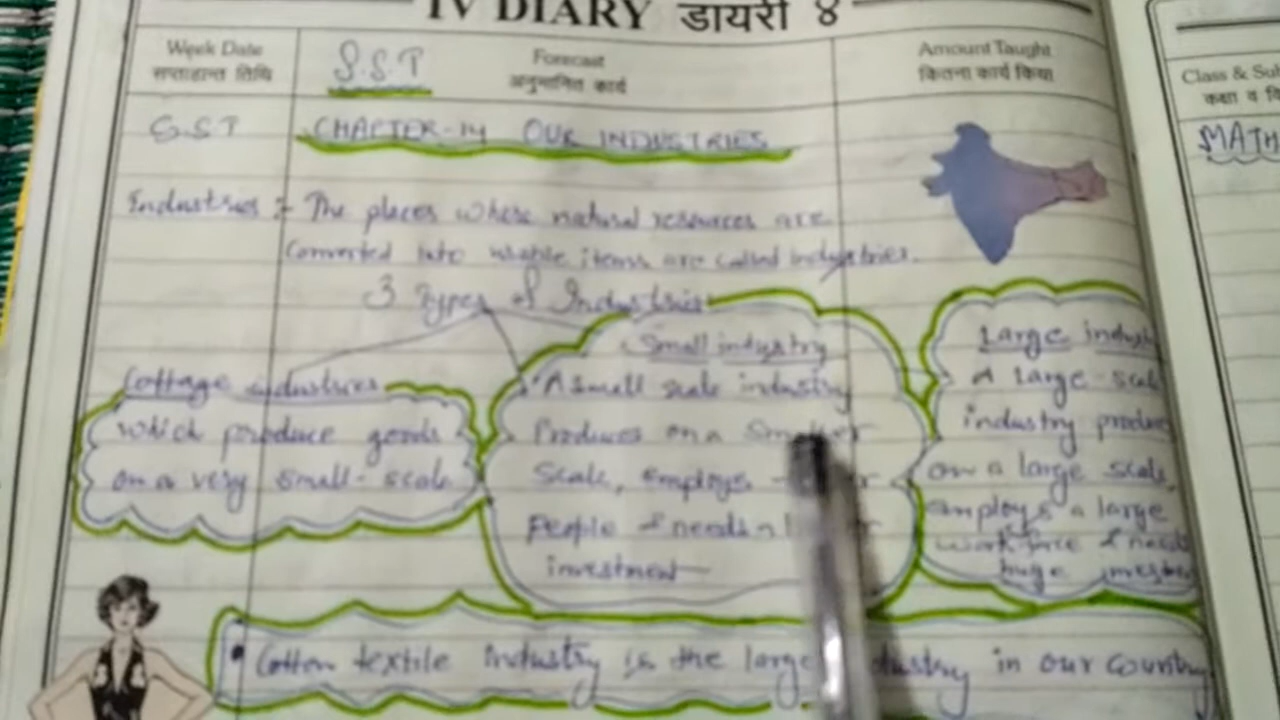 IV DIARY डायरी ४
Week Date
सप्ताहान्त तिथि
S.S.T
Forecast
अनुमानित कार्य
Amount Taught
कितना कार्य किया
Class & Sub
कक्षा व वि
MATH
S.S.T
CHAPTER-14 OUR INDUSTRIES
Industries :- The places where natural resources are
Converted into usable items are called industries.
3 Types of Industries
Cottage industries
which produce goods
on a very small-scale
Small industry
A small scale industry
Produces on a smaller
Scale, employs
People & needs
investment
Large indust
A large-scal
industry produ
on a large scale,
employs a large
workforce & need
huge investm
Cotton textile industry is the large industry in our country